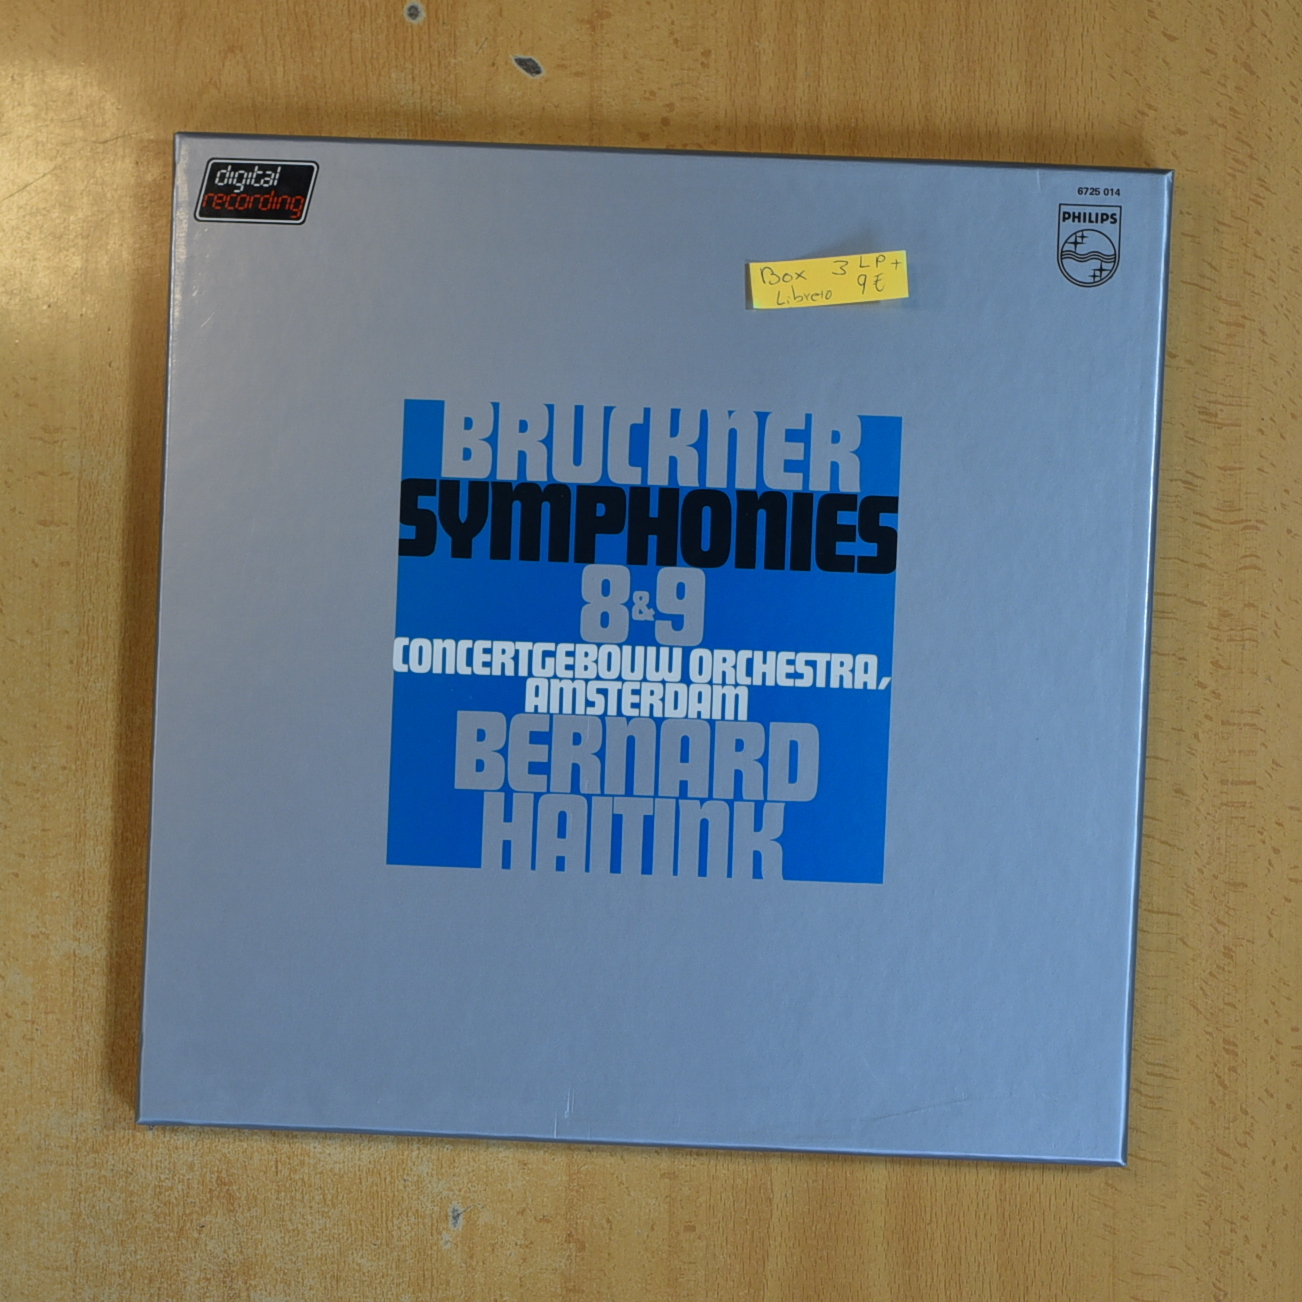 digital
recording
6725 014
PHILIPS
Box 3 LP +
Libreto 9€
BRUCKNER
SYMPHONIES
8 & 9
CONCERTGEBOUW ORCHESTRA,
AMSTERDAM
BERNARD
HAITINK